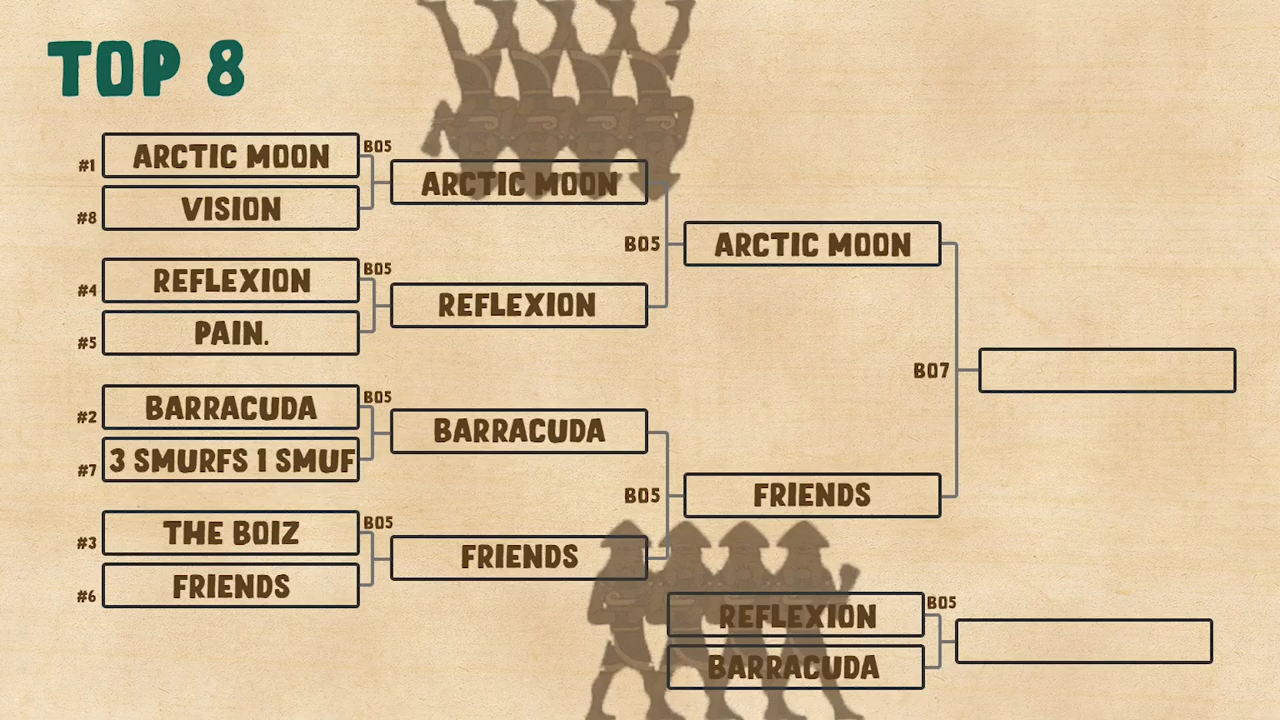 TOP 8
#1 ARCTIC MOON
BO5
#8 VISION
ARCTIC MOON
#4 REFLEXION
BO5
#5 PAIN.
REFLEXION
BO5
ARCTIC MOON
#2 BARRACUDA
BO5
#7 3 SMURFS 1 SMUF
BARRACUDA
#3 THE BOIZ
BO5
#6 FRIENDS
FRIENDS
BO5
FRIENDS
BO7
REFLEXION
BO5
BARRACUDA